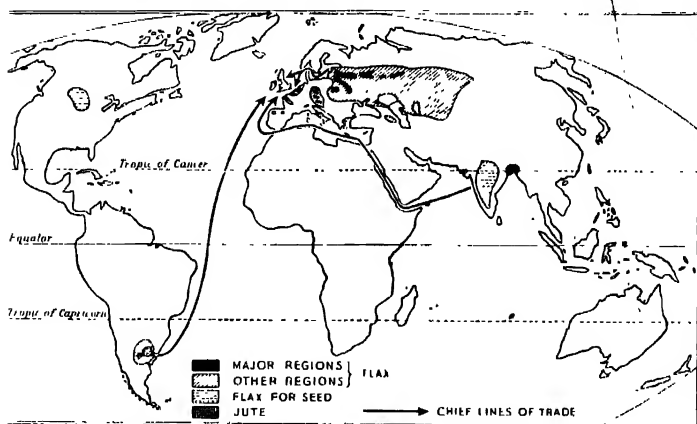 Tropic of Cancer
Equator
Tropic of Capricorn
MAJOR REGIONS } FLAX
OTHER REGIONS
FLAX FOR SEED
JUTE
CHIEF LINES OF TRADE